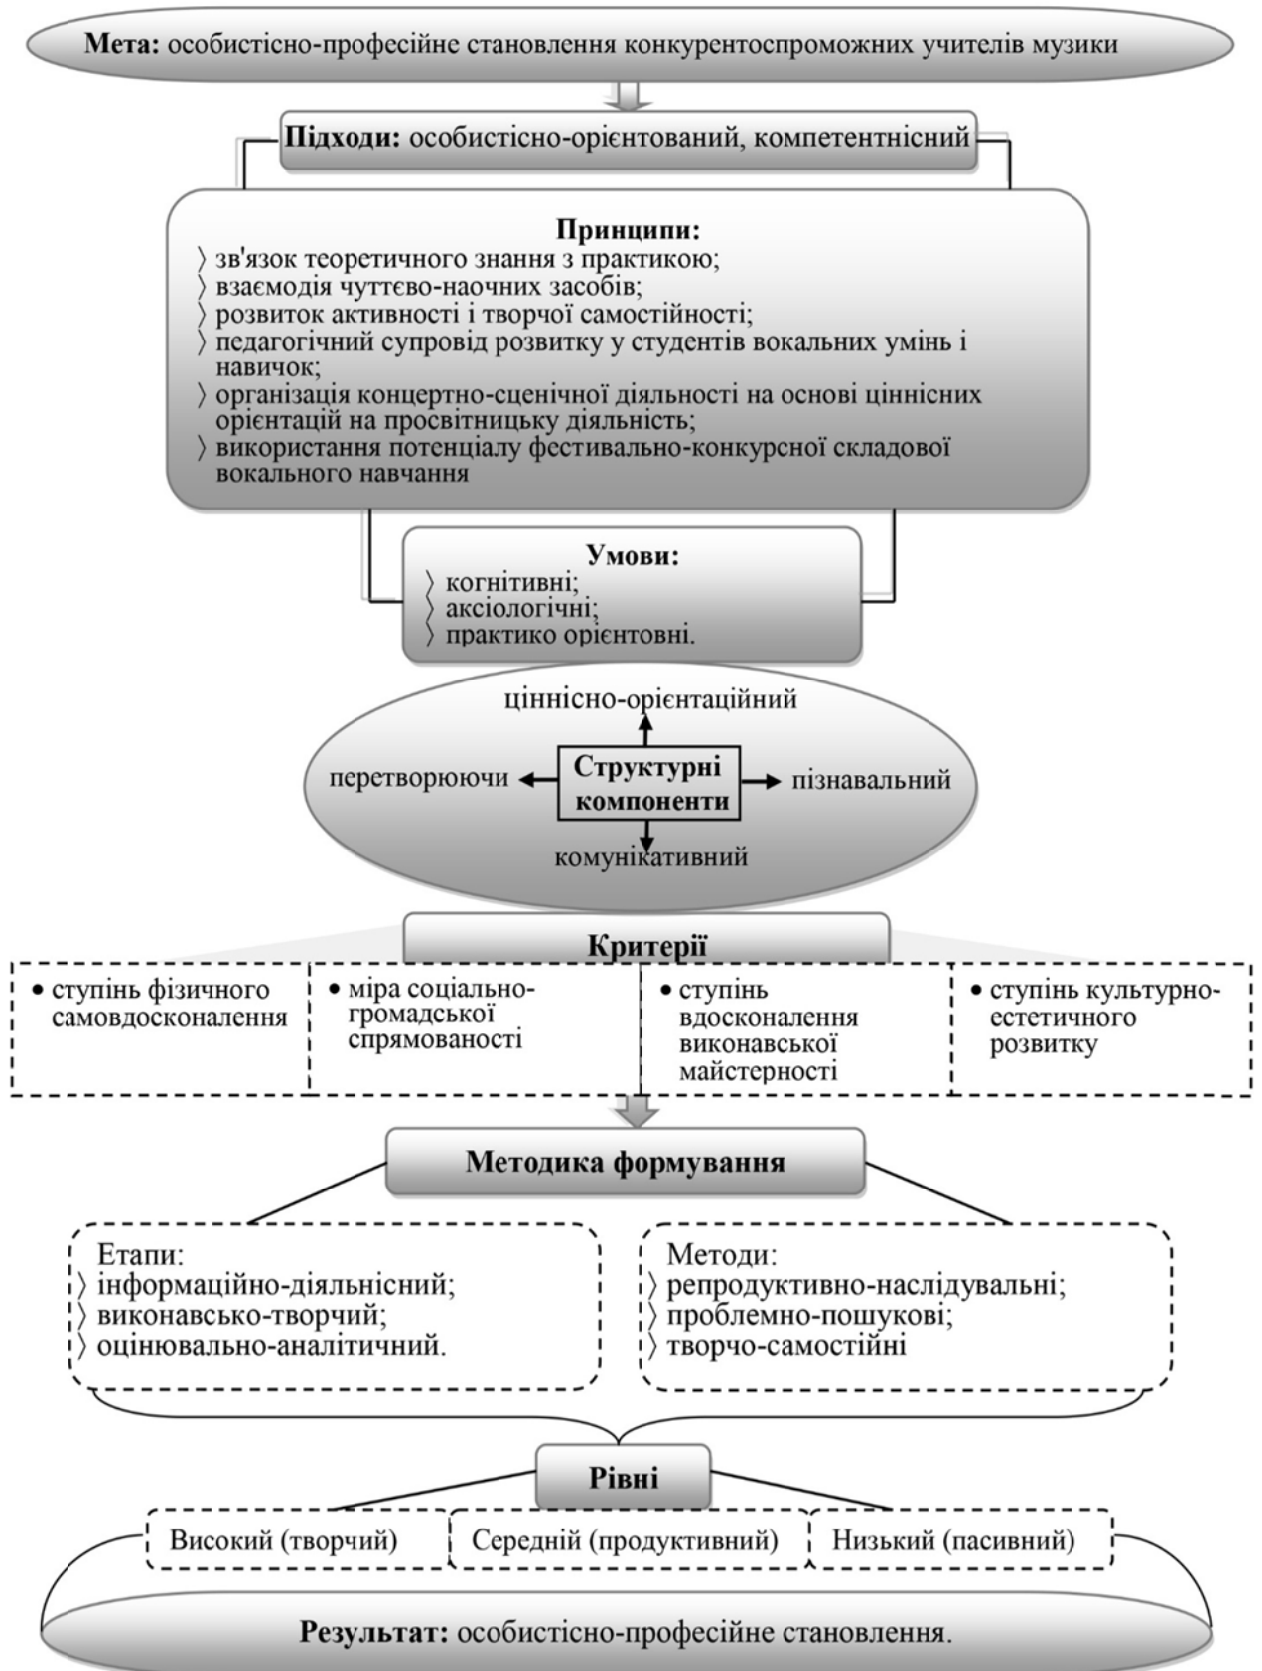 Мета: особистісно-професійне становлення конкурентоспроможних учителів музики
Підходи: особистісно-орієнтований, компетентнісний
Принципи:
〉зв'язок теоретичного знання з практикою;
〉взаємодія чуттєво-наочних засобів;
〉розвиток активності і творчої самостійності;
〉педагогічний супровід розвитку у студентів вокальних умінь і
навичок;
〉організація концертно-сценічної діяльності на основі ціннісних
орієнтацій на просвітницьку діяльність;
〉використання потенціалу фестивально-конкурсної складової
вокального навчання
Умови:
〉когнітивні;
〉аксіологічні;
〉практико орієнтовні.
ціннісно-орієнтаційний
перетворюючи
Структурні
компоненти
пізнавальний
комунікативний
Критерії
• ступінь фізичного
самовдосконалення
• міра соціально-
громадської
спрямованості
• ступінь
вдосконалення
виконавської
майстерності
• ступінь культурно-
естетичного
розвитку
Методика формування
Етапи:
〉інформаційно-діяльнісний;
〉виконавсько-творчий;
〉оцінювально-аналітичний.
Методи:
〉репродуктивно-наслідувальні;
〉проблемно-пошукові;
〉творчо-самостійні
Рівні
Високий (творчий)
Середній (продуктивний)
Низький (пасивний)
Результат: особистісно-професійне становлення.